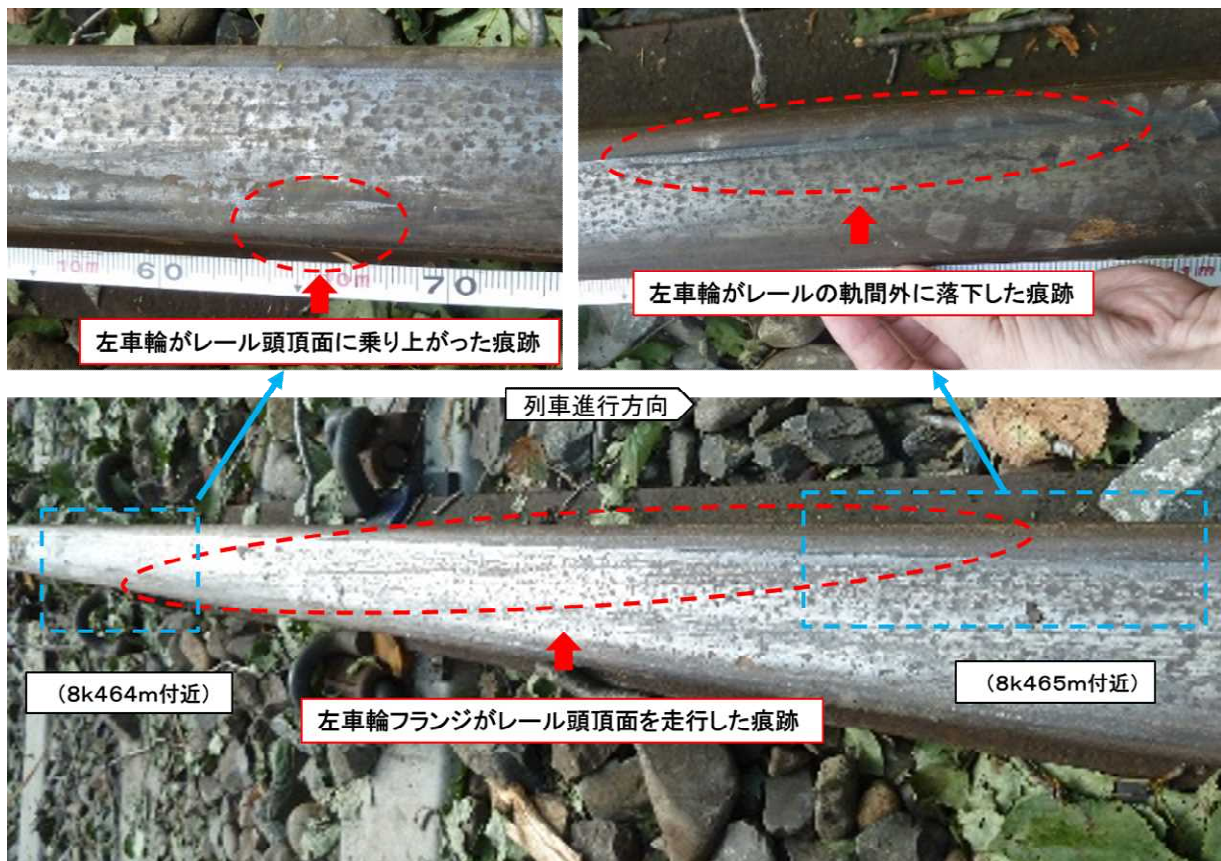 10m 60 10m 70
左車輪がレール頭頂面に乗り上がった痕跡
1m
左車輪がレールの軌間外に落下した痕跡
列車進行方向
（8k464m付近）
（8k465m付近）
左車輪フランジがレール頭頂面を走行した痕跡